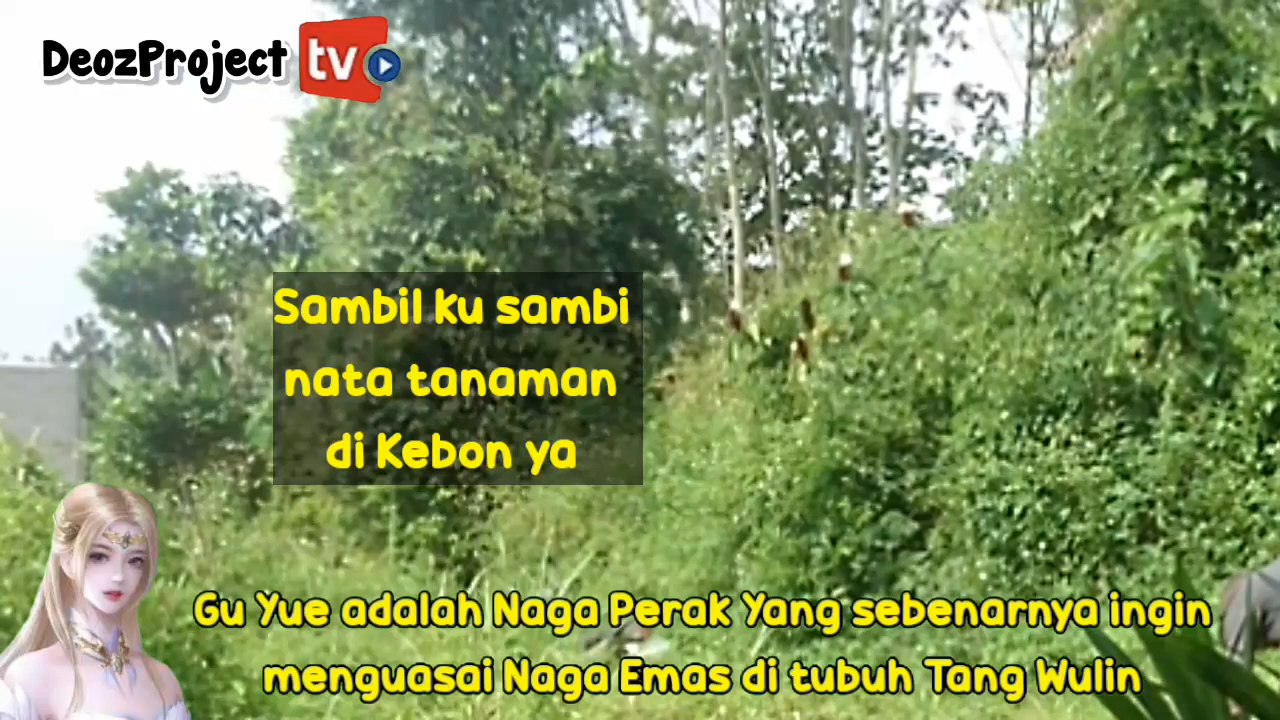 DeozProject tv
Sambil ku sambi
nata tanaman
di Kebon ya
Gu Yue adalah Naga Perak Yang sebenarnya ingin
menguasai Naga Emas di tubuh Tang Wulin